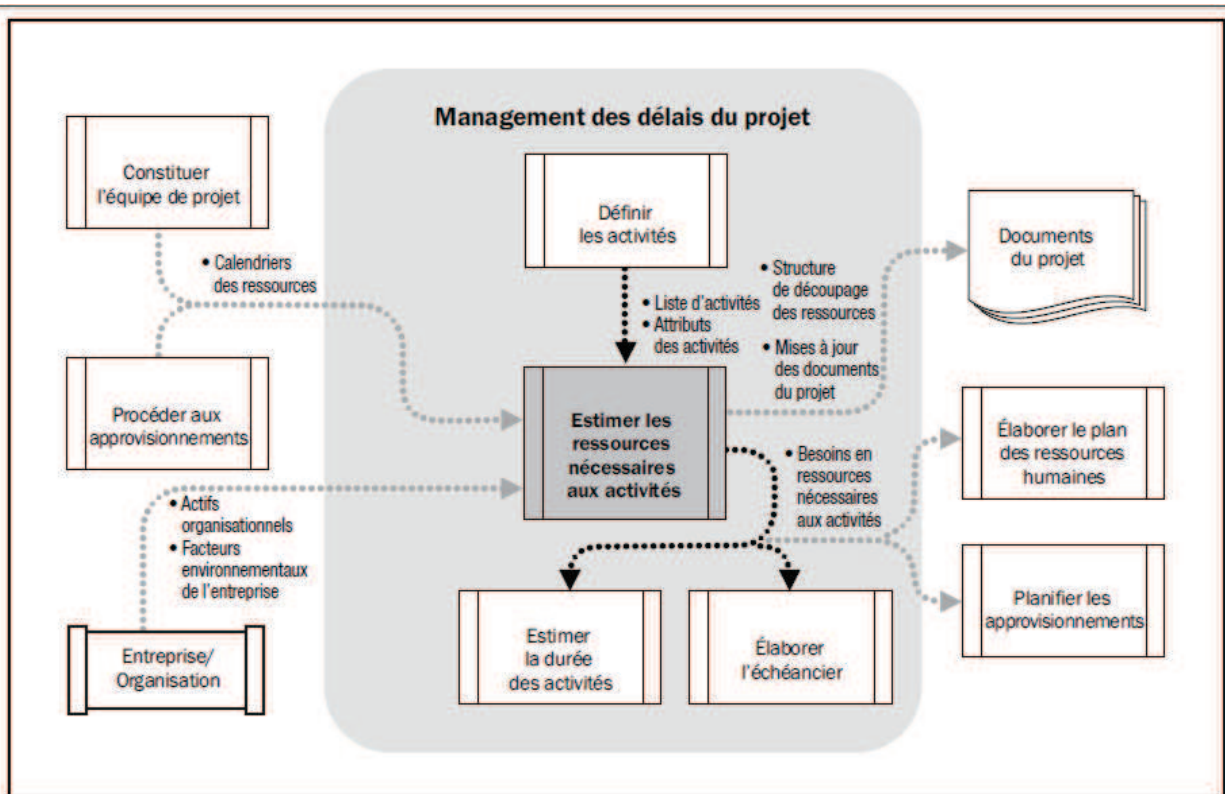 Management des délais du projet
Constituer
l'équipe de projet
• Calendriers
des ressources
Procéder aux
approvisionnements
• Actifs
organisationnels
• Facteurs
environnementaux
de l'entreprise
Entreprise/
Organisation
Définir
les activités
• Liste d'activités
• Attributs
des activités
Estimer les
ressources
nécessaires
aux activités
• Structure
de découpage
des ressources
• Mises à jour
des documents
du projet
• Besoins en
ressources
nécessaires
aux activités
Estimer
la durée
des activités
Élaborer
l'échéancier
Documents
du projet
Élaborer le plan
des ressources
humaines
Planifier les
approvisionnements